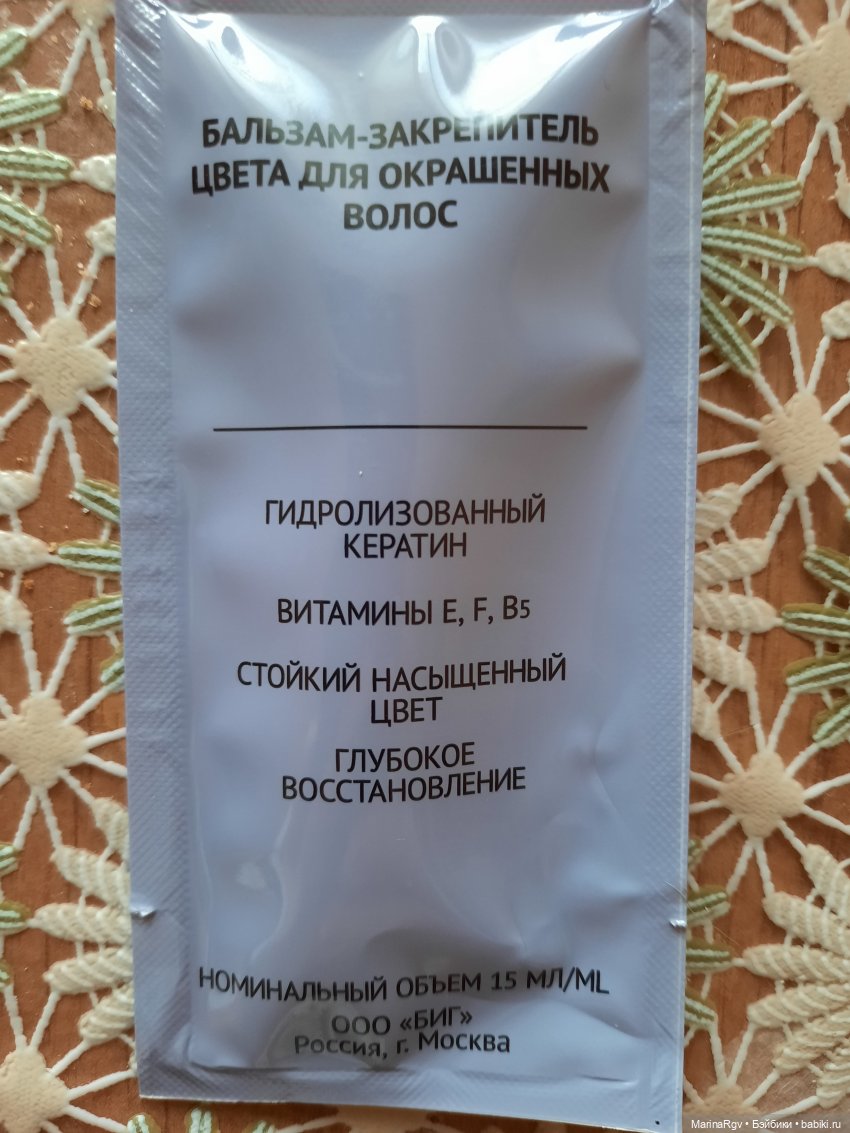 БАЛЬЗАМ-ЗАКРЕПИТЕЛЬ
ЦВЕТА ДЛЯ ОКРАШЕННЫХ
ВОЛОС
ГИДРОЛИЗОВАННЫЙ
КЕРАТИН
ВИТАМИНЫ E, F, B5
СТОЙКИЙ НАСЫЩЕННЫЙ
ЦВЕТ
ГЛУБОКОЕ
ВОССТАНОВЛЕНИЕ
НОМИНАЛЬНЫЙ ОБЪЕМ 15 МЛ/ML
ООО «БИГ»
Россия, г. Москва
MarinaRgv • Бэйбики • babiki.ru